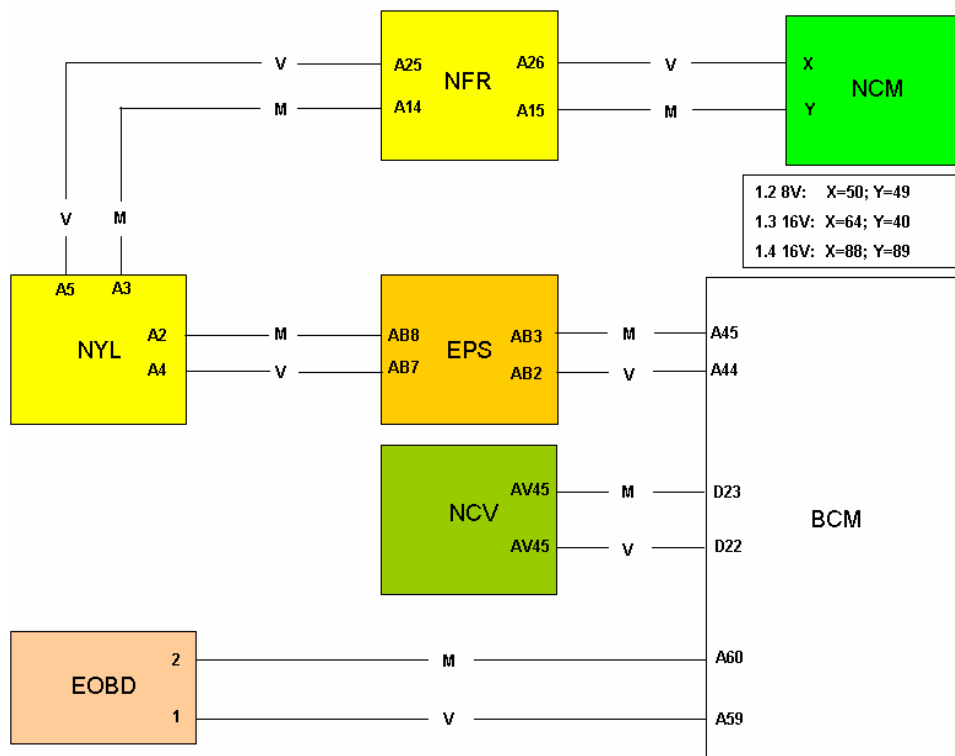 V
A25
A26
V
X
NFR
NCM
M
A14
A15
M
Y
1.2 8V: X=50; Y=49
1.3 16V: X=64; Y=40
1.4 16V: X=88; Y=89
V
M
A5
A3
A2
M
AB8
AB3
M
A45
NYL
EPS
A4
V
AB7
AB2
V
A44
AV45
M
D23
NCV
BCM
AV45
V
D22
2
M
A60
EOBD
1
V
A59